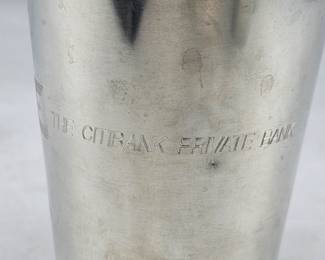 THE CITIBANK PRIVATE BANK